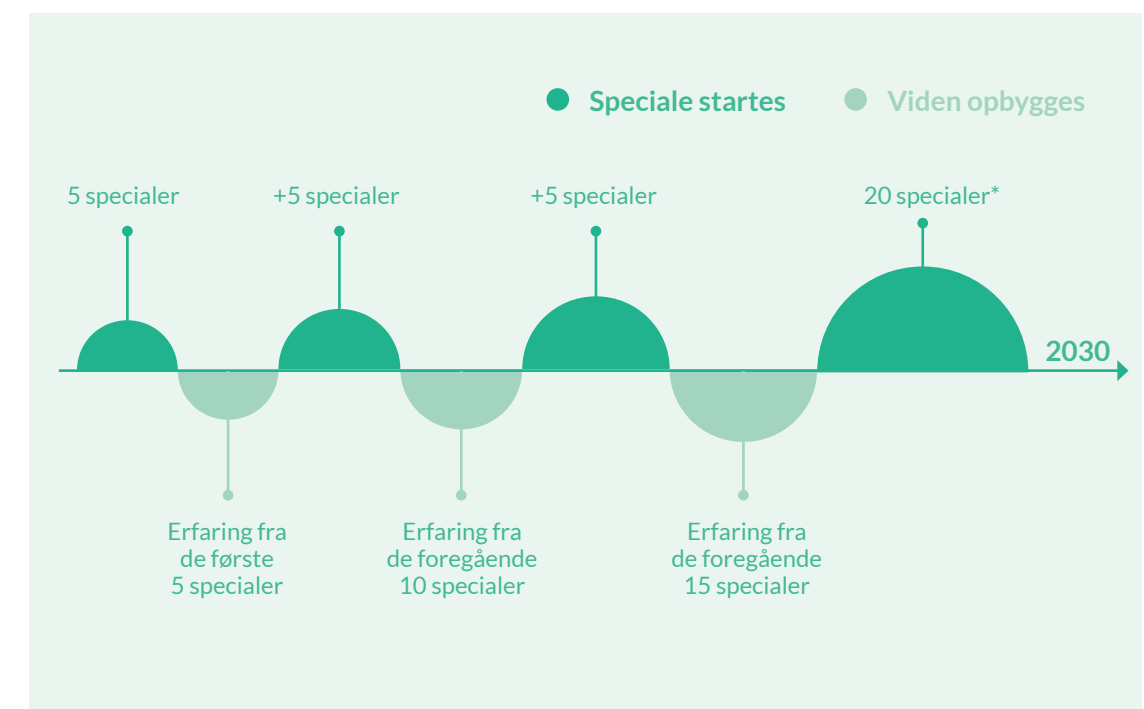 Speciale startes
Viden opbygges
5 specialer
+5 specialer
+5 specialer
20 specialer*
2030
Erfaring fra
de første
5 specialer
Erfaring fra
de foregående
10 specialer
Erfaring fra
de foregående
15 specialer